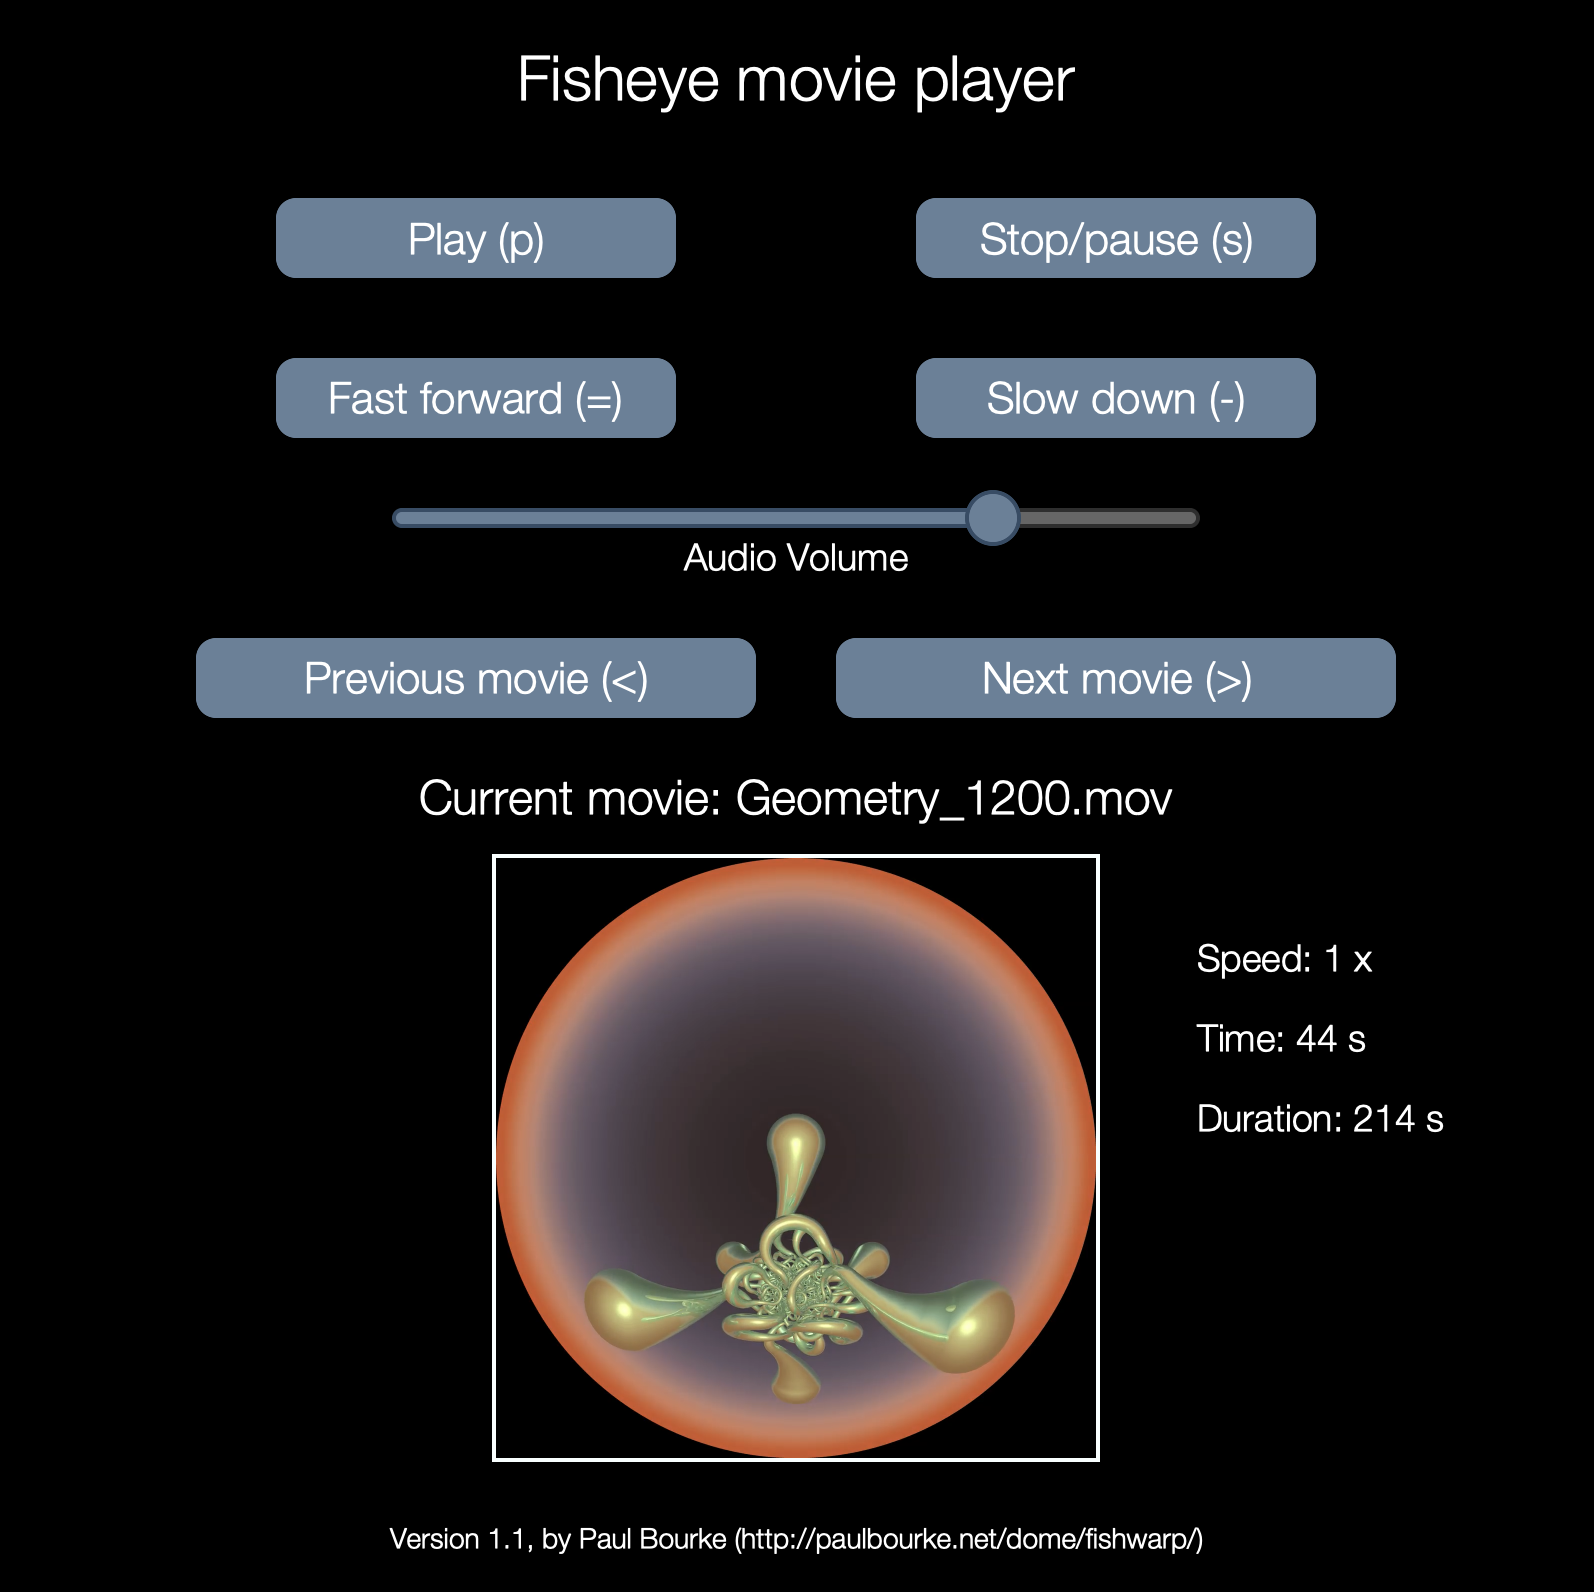 Fisheye movie player
Play (p)
Stop/pause (s)
Fast forward (=)
Slow down (-)
Audio Volume
Previous movie (<)
Next movie (>)
Current movie: Geometry_1200.mov
Speed: 1 x
Time: 44 s
Duration: 214 s
Version 1.1, by Paul Bourke (http://paulbourke.net/dome/fishwarp/)